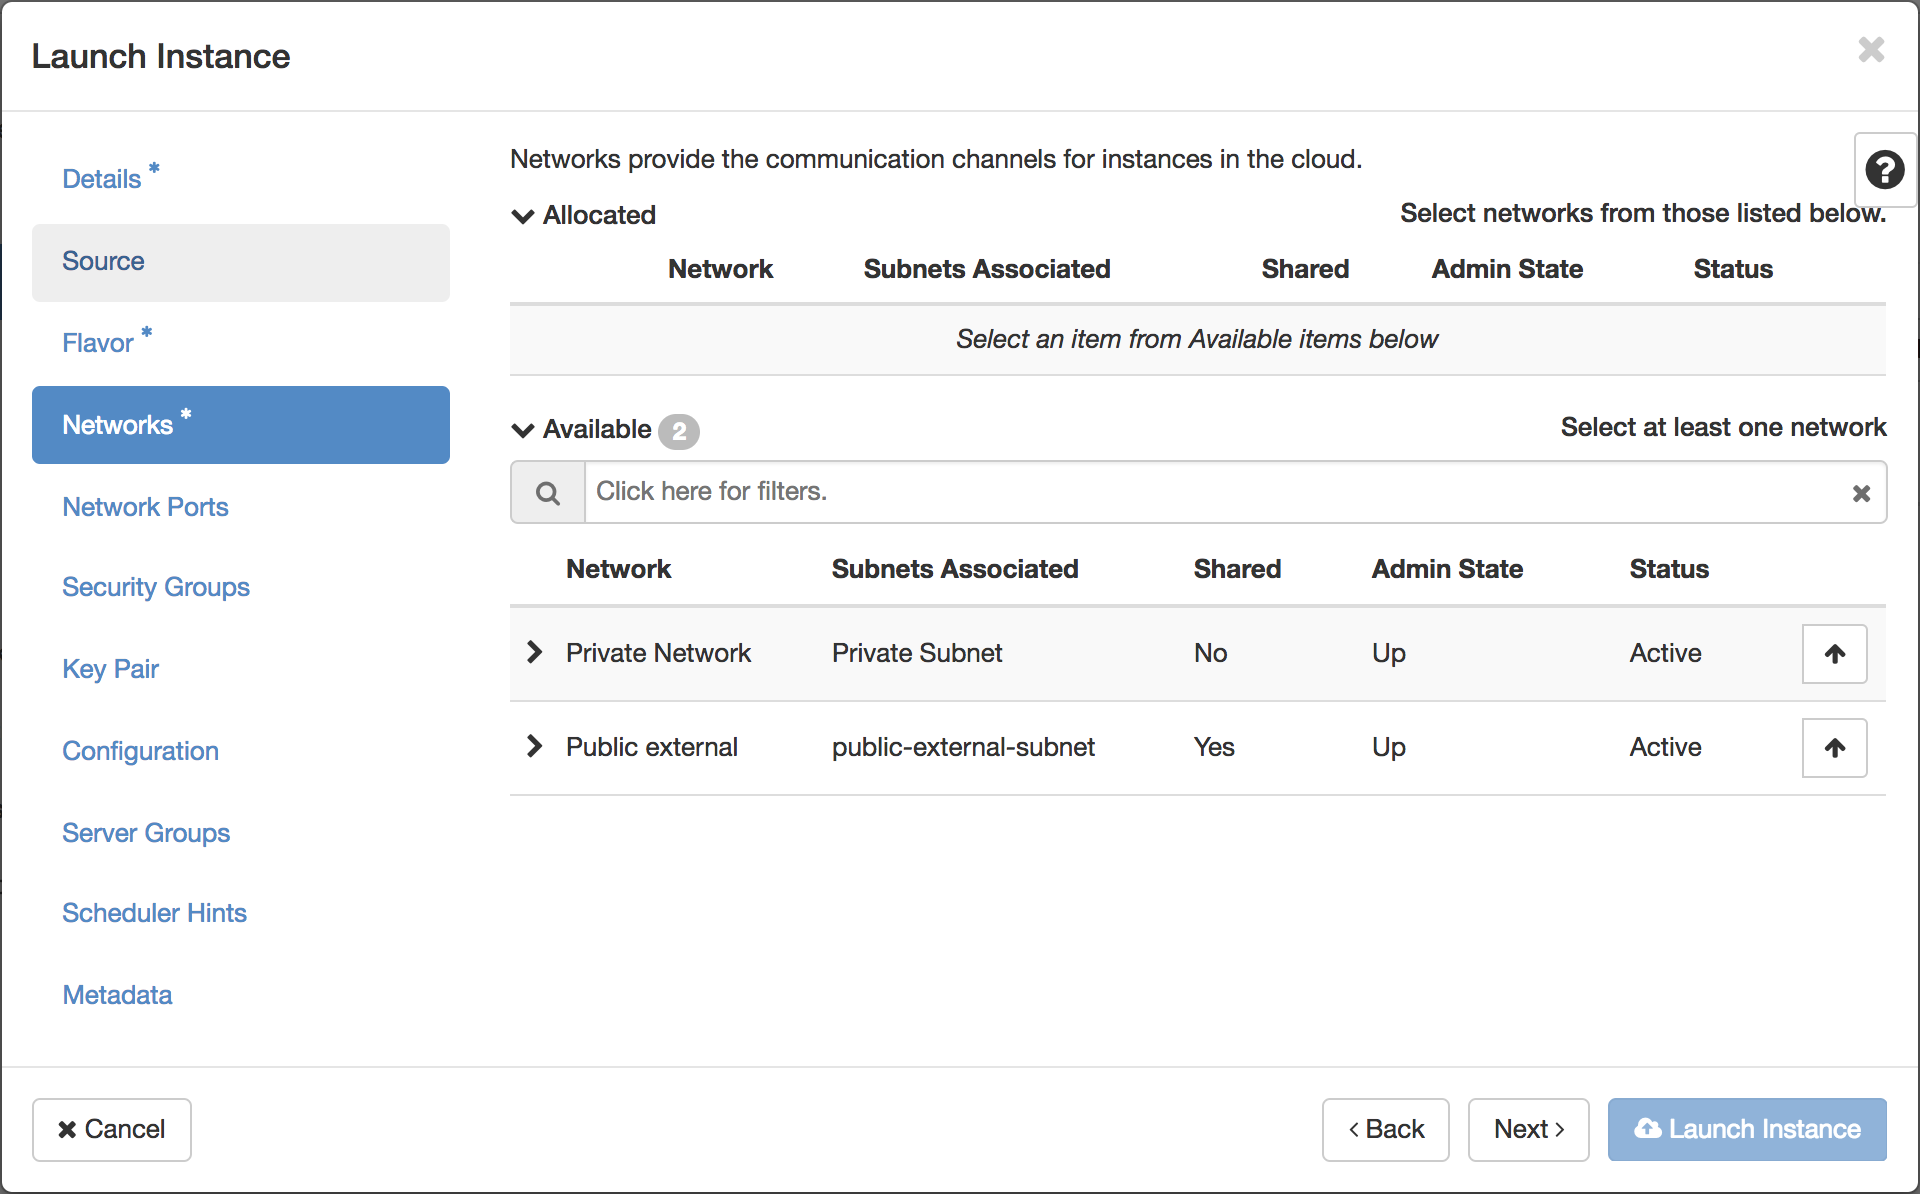 Launch Instance
Details *
Source
Flavor *
Networks *
Network Ports
Security Groups
Key Pair
Configuration
Server Groups
Scheduler Hints
Metadata
Networks provide the communication channels for instances in the cloud.
Allocated
Select networks from those listed below.
Network Subnets Associated Shared Admin State Status
Select an item from Available items below
Available 2
Select at least one network
Click here for filters.
Network Subnets Associated Shared Admin State Status
Private Network Private Subnet No Up Active
Public external public-external-subnet Yes Up Active
Cancel
‹ Back
Next ›
Launch Instance